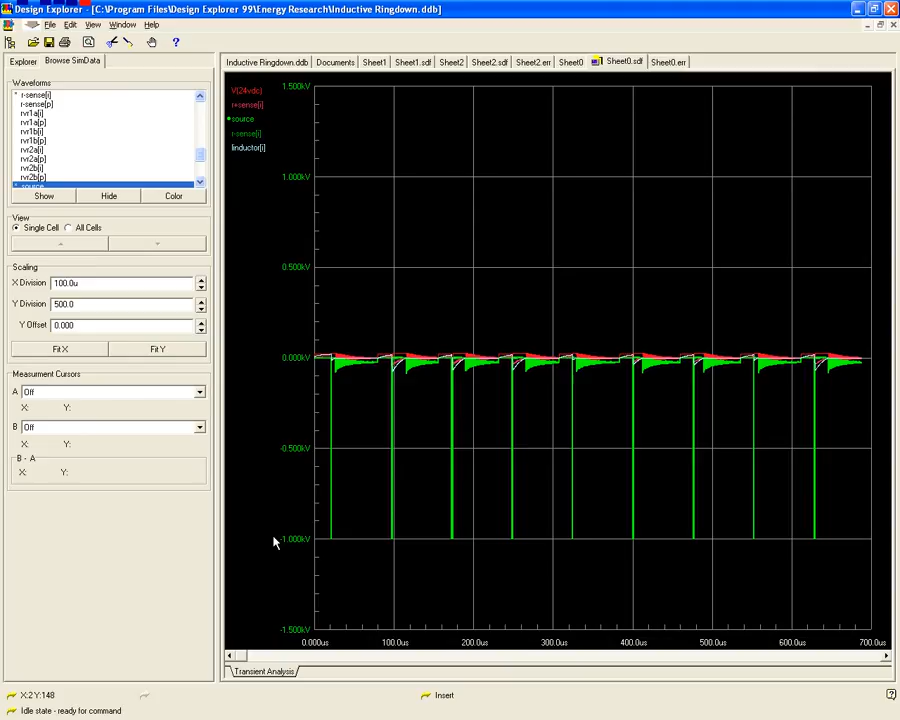 Design Explorer - [C:\Program Files\Design Explorer 99\Energy Research\Inductive Ringdown.ddb]
File Edit View Window Help
Explorer Browse SimData
Inductive Ringdown.ddb Documents Sheet1 Sheet1.sdf Sheet2 Sheet2.sdf Sheet2.err Sheet0 Sheet0.sdf Sheet0.err
Waveforms
* r-sense[i]
r-sense[p]
rvr1a[i]
rvr1a[p]
rvr1b[i]
rvr1b[p]
rvr2a[i]
rvr2a[p]
rvr2b[i]
rvr2b[p]
* source
Show Hide Color
View
Single Cell All Cells
Scaling
X Division 100.0u
Y Division 500.0
Y Offset 0.000
Fit X Fit Y
Measurement Cursors
A Off
X: Y:
B Off
X: Y:
B - A
X: Y:
V(24vdc)
r+sense[i]
source
r-sense[i]
linductor[i]
1.500kV
1.000kV
0.500kV
0.000kV
-0.500kV
-1.000kV
-1.500kV
0.000us 100.0us 200.0us 300.0us 400.0us 500.0us 600.0us 700.0us
Transient Analysis
X:2 Y:148 Insert
Idle state - ready for command